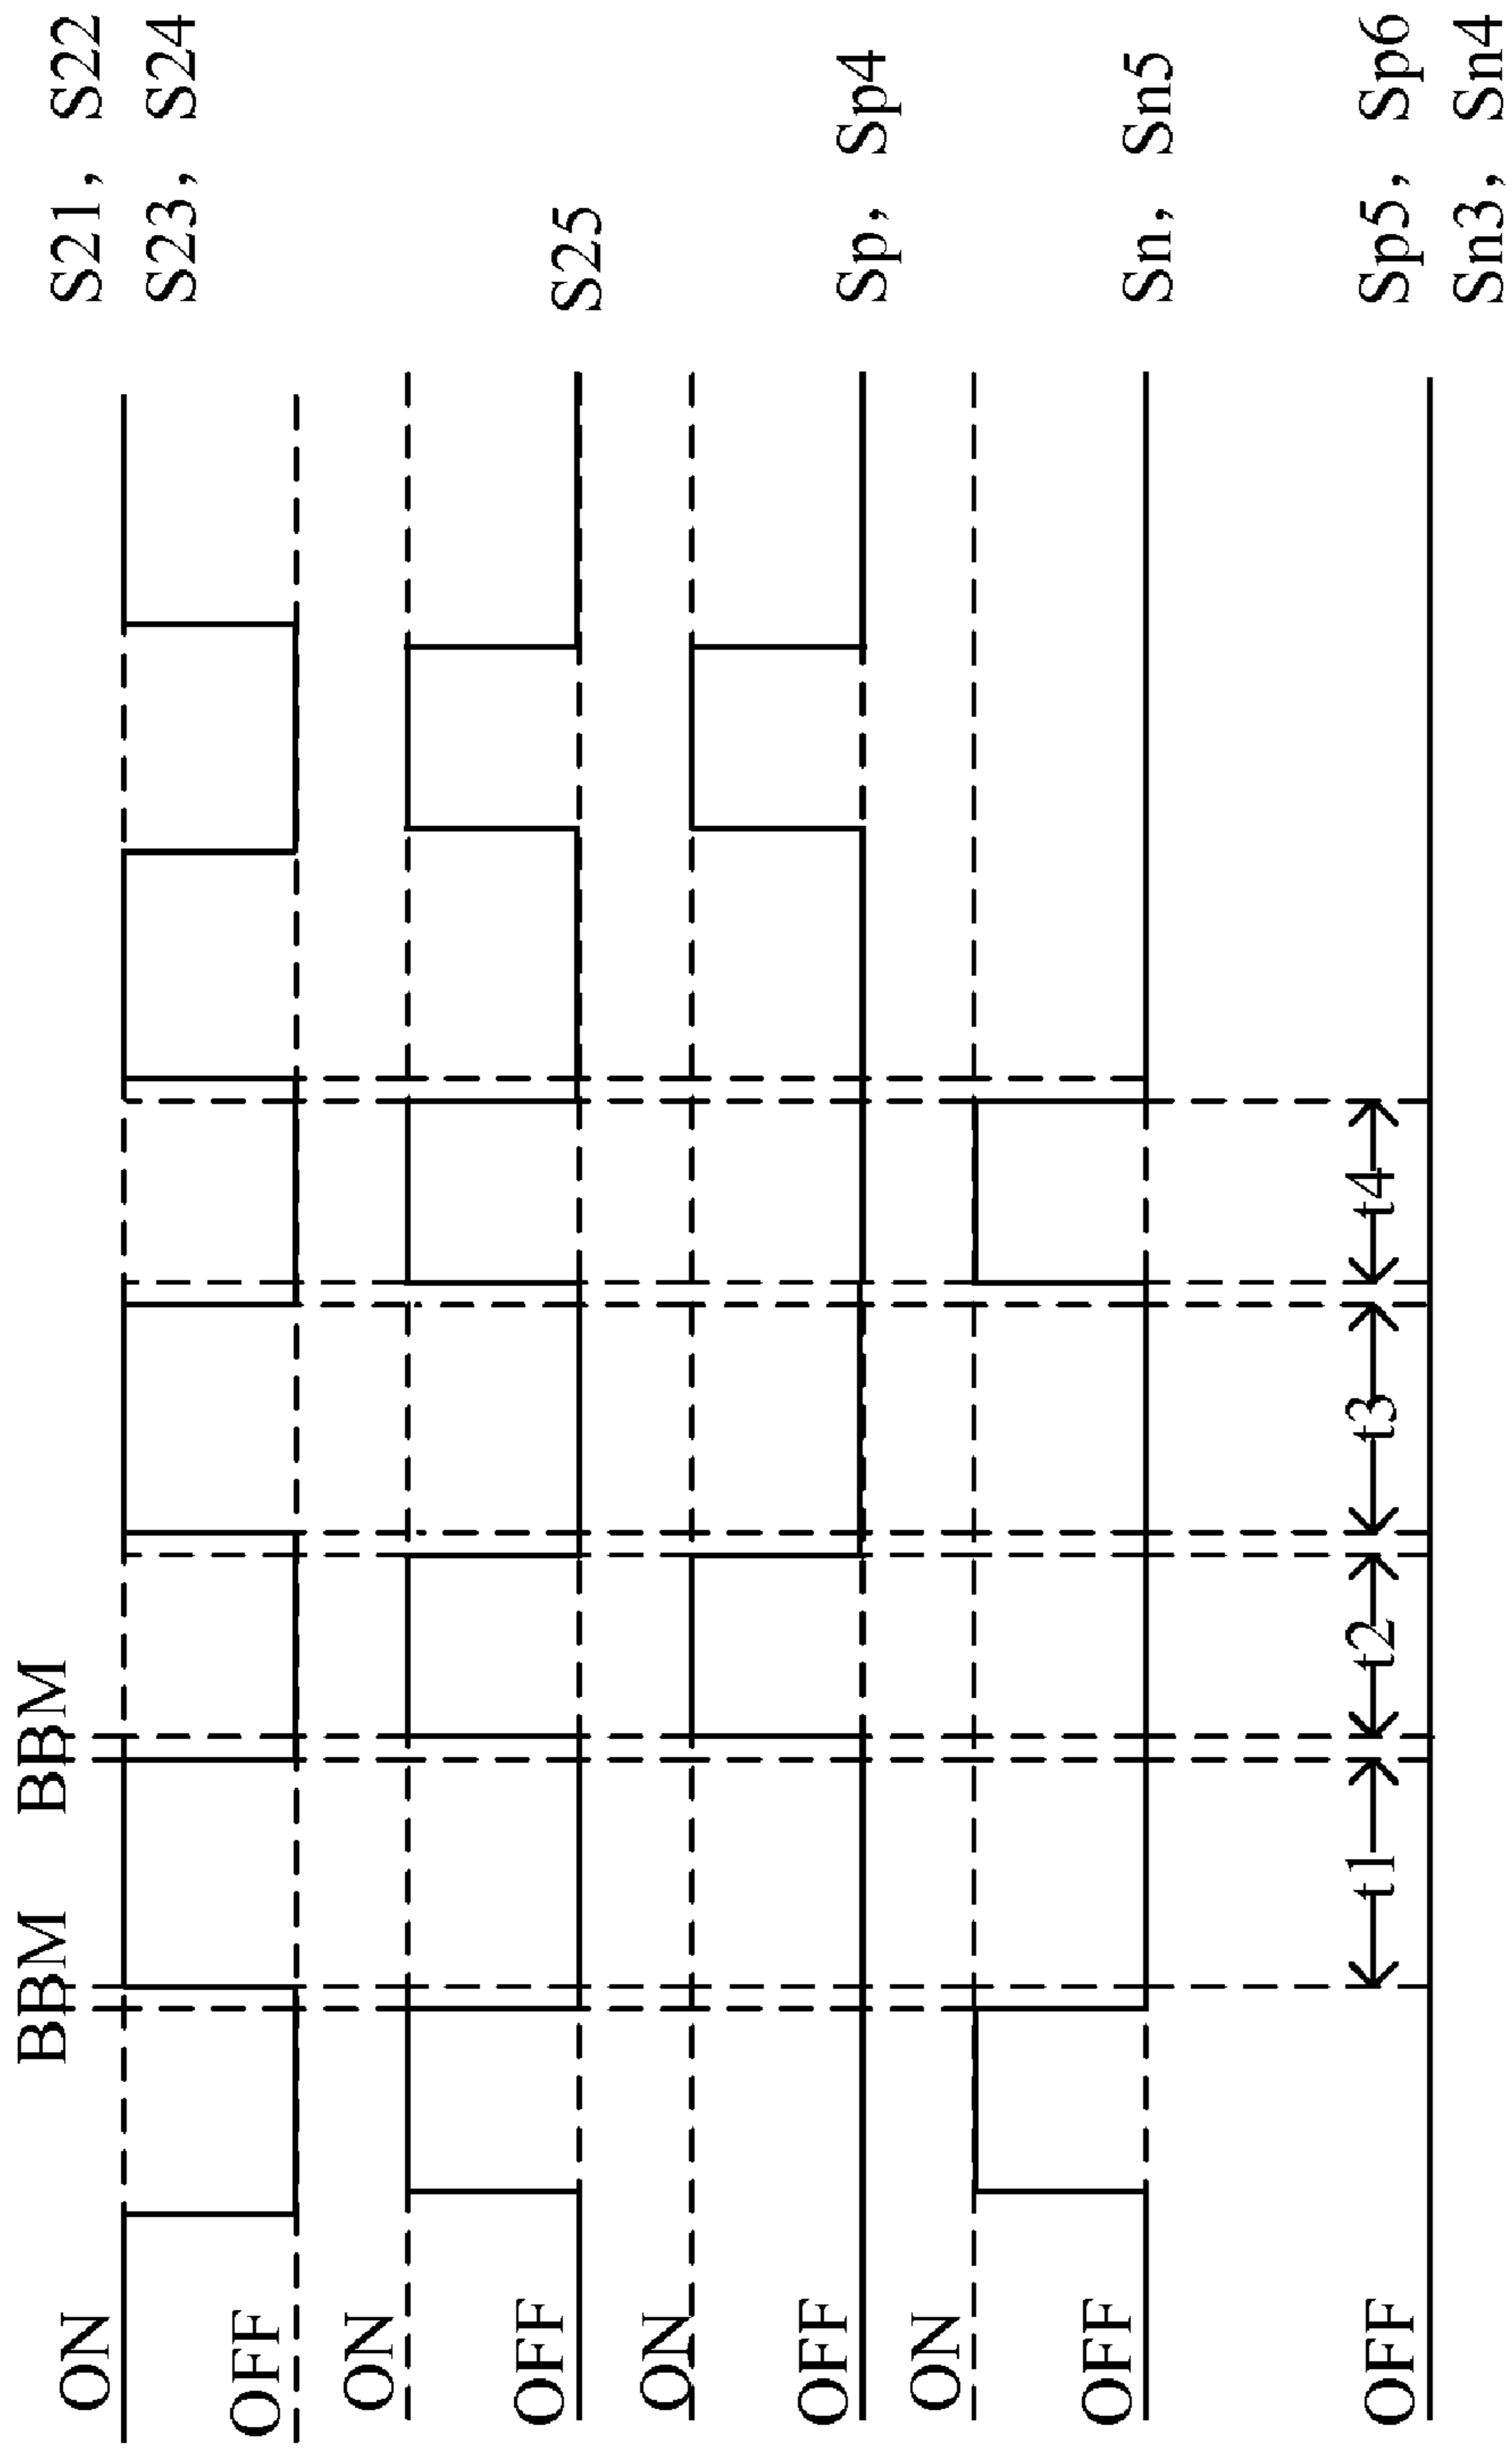 BBM BBM
ON
S21, S22
S23, S24
OFF
ON
S25
OFF
ON
Sp, Sp4
OFF
ON
Sn, Sn5
OFF
t1 t2 t3 t4
Sp5, Sp6
OFF
Sn3, Sn4